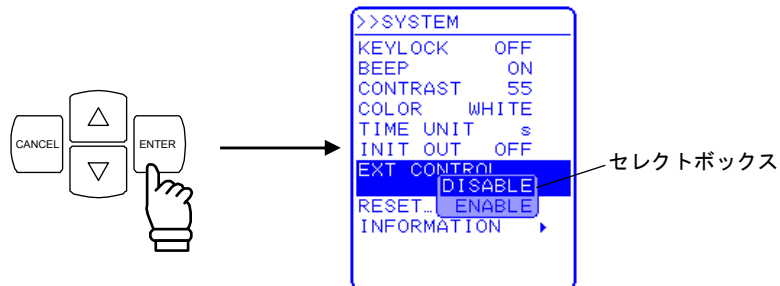 CANCEL
ENTER
>>SYSTEM
KEYLOCK OFF
BEEP ON
CONTRAST 55
COLOR WHITE
TIME UNIT s
INIT OUT OFF
EXT CONTROL
DISABLE
RESET… ENABLE
INFORMATION
セレクトボックス